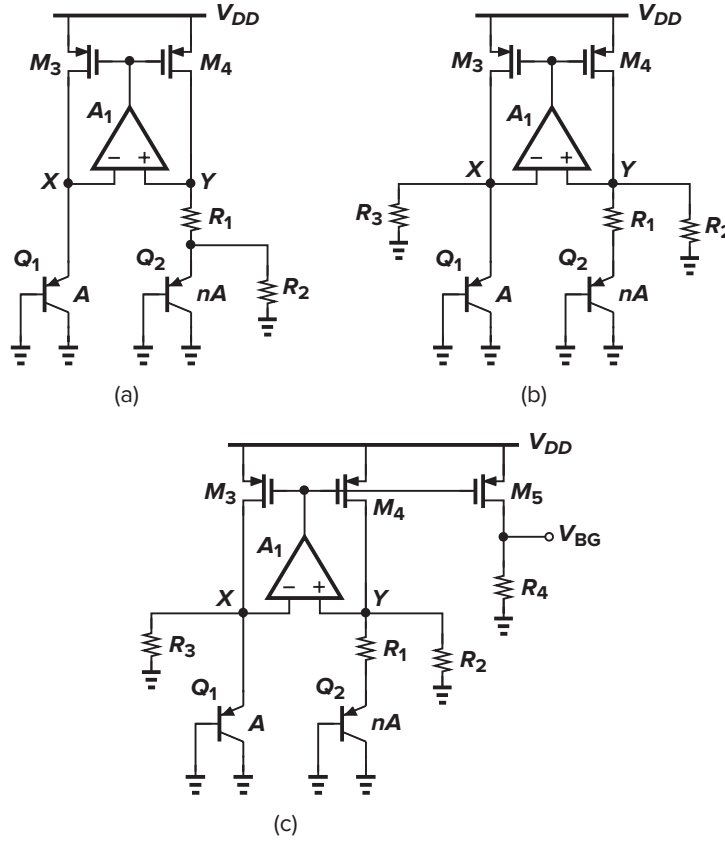 V_DD V_DD
M_3 M_4 M_3 M_4
A_1 A_1
X Y X Y
− + − +
R_1 R_3 R_1 R_2
Q_1 Q_2 Q_1 Q_2
A nA R_2 A nA
(a) (b)
V_DD
M_3 M_4 M_5
A_1 V_BG
X − + Y R_4
R_3 R_1 R_2
Q_1 Q_2
A nA
(c)